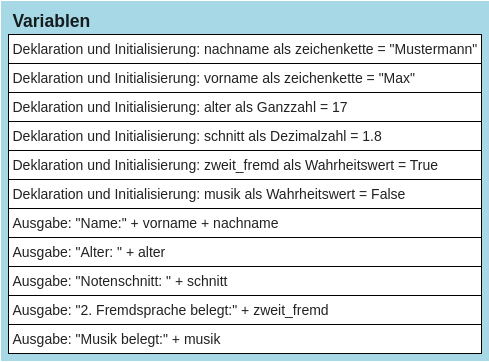 Variablen
Deklaration und Initialisierung: nachname als zeichenkette = "Mustermann"
Deklaration und Initialisierung: vorname als zeichenkette = "Max"
Deklaration und Initialisierung: alter als Ganzzahl = 17
Deklaration und Initialisierung: schnitt als Dezimalzahl = 1.8
Deklaration und Initialisierung: zweit_fremd als Wahrheitswert = True
Deklaration und Initialisierung: musik als Wahrheitswert = False
Ausgabe: "Name:" + vorname + nachname
Ausgabe: "Alter: " + alter
Ausgabe: "Notenschnitt: " + schnitt
Ausgabe: "2. Fremdsprache belegt:" + zweit_fremd
Ausgabe: "Musik belegt:" + musik